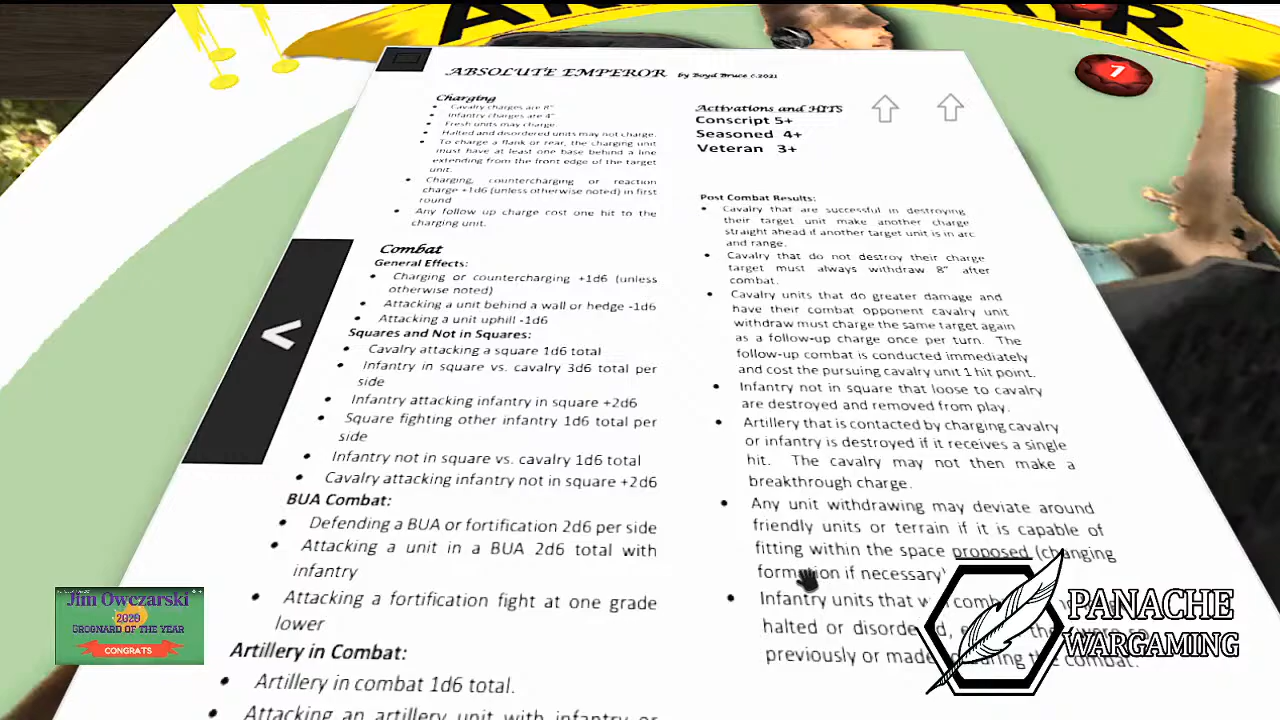 ABSOLUTE EMPEROR by Boyd Bruce c.2021
Charging
• Cavalry charges are 8"
• Infantry charges are 4"
• Fresh units may charge.
• Halted and disordered units may not charge.
• To charge a flank or rear, the charging unit
must have at least one base behind a line
extending from the front edge of the target
unit.
• Charging, countercharging or reaction
charge +1d6 (unless otherwise noted) in first
round
• Any follow up charge cost one hit to the
charging unit.
Combat
General Effects:
• Charging or countercharging +1d6 (unless
otherwise noted)
• Attacking a unit behind a wall or hedge -1d6
• Attacking a unit uphill -1d6
Squares and Not in Squares:
• Cavalry attacking a square 1d6 total
• Infantry in square vs. cavalry 3d6 total per
side
• Infantry attacking infantry in square +2d6
• Square fighting other infantry 1d6 total per
side
• Infantry not in square vs. cavalry 1d6 total
• Cavalry attacking infantry not in square +2d6
BUA Combat:
• Defending a BUA or fortification 2d6 per side
• Attacking a unit in a BUA 2d6 total with
infantry
• Attacking a fortification fight at one grade
lower
Artillery in Combat:
• Artillery in combat 1d6 total.
• Attacking an artillery unit with infantry or
Activations and HITS
Conscript 5+
Seasoned 4+
Veteran 3+
Post Combat Results:
• Cavalry that are successful in destroying
their target unit make another charge
straight ahead if another target unit is in arc
and range.
• Cavalry that do not destroy their charge
target must always withdraw 8" after
combat.
• Cavalry units that do greater damage and
have their combat opponent cavalry unit
withdraw must charge the same target again
as a follow-up charge once per turn. The
follow-up combat is conducted immediately
and cost the pursuing cavalry unit 1 hit point.
• Infantry not in square that loose to cavalry
are destroyed and removed from play.
• Artillery that is contacted by charging cavalry
or infantry is destroyed if it receives a single
hit. The cavalry may not then make a
breakthrough charge.
• Any unit withdrawing may deviate around
friendly units or terrain if it is capable of
fitting within the space proposed (changing
formation if necessary)
• Infantry units that
halted or
previously or made during the combat.
1
<
Jim Owczarski
2020
GROGNARD OF THE YEAR
CONGRATS
PANACHE
WARGAMING